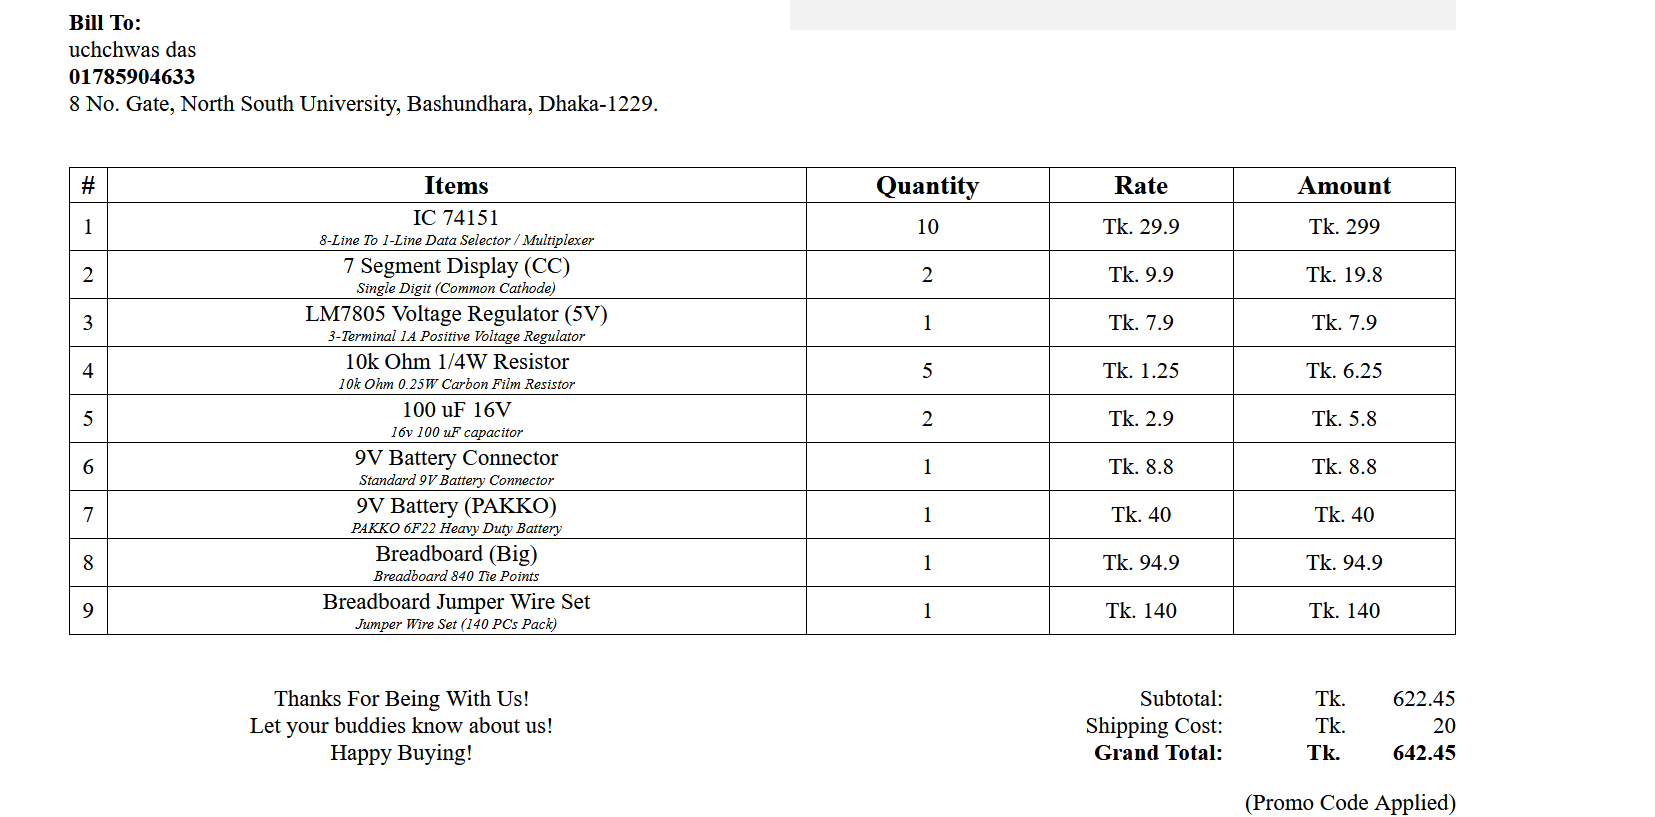 Bill To:
uchchwas das
01785904633
8 No. Gate, North South University, Bashundhara, Dhaka-1229.
# Items Quantity Rate Amount
1 IC 74151 10 Tk. 29.9 Tk. 299
8-Line To 1-Line Data Selector / Multiplexer
2 7 Segment Display (CC) 2 Tk. 9.9 Tk. 19.8
Single Digit (Common Cathode)
3 LM7805 Voltage Regulator (5V) 1 Tk. 7.9 Tk. 7.9
3-Terminal 1A Positive Voltage Regulator
4 10k Ohm 1/4W Resistor 5 Tk. 1.25 Tk. 6.25
10k Ohm 0.25W Carbon Film Resistor
5 100 uF 16V 2 Tk. 2.9 Tk. 5.8
16v 100 uF capacitor
6 9V Battery Connector 1 Tk. 8.8 Tk. 8.8
Standard 9V Battery Connector
7 9V Battery (PAKKO) 1 Tk. 40 Tk. 40
PAKKO 6F22 Heavy Duty Battery
8 Breadboard (Big) 1 Tk. 94.9 Tk. 94.9
Breadboard 840 Tie Points
9 Breadboard Jumper Wire Set 1 Tk. 140 Tk. 140
Jumper Wire Set (140 PCs Pack)
Thanks For Being With Us!
Let your buddies know about us!
Happy Buying!
Subtotal: Tk. 622.45
Shipping Cost: Tk. 20
Grand Total: Tk. 642.45
(Promo Code Applied)